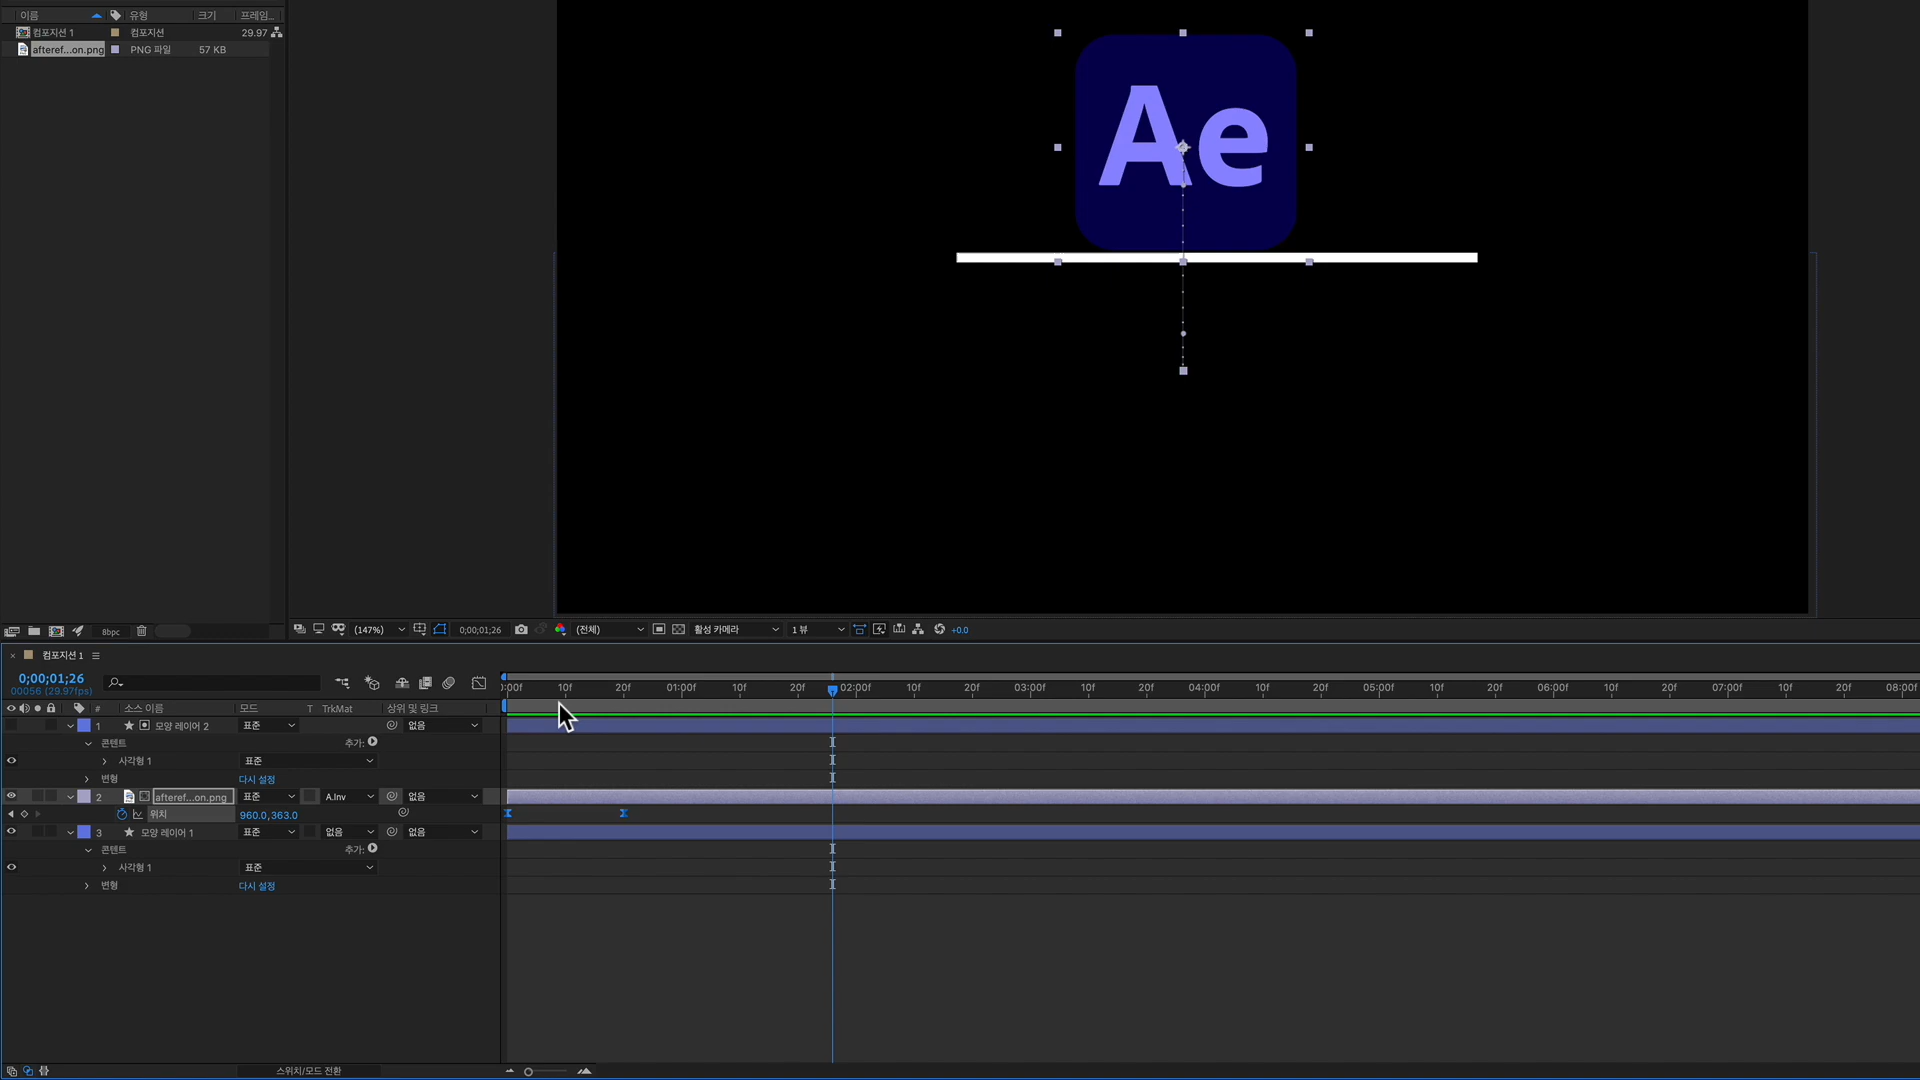 이름 유형 크기 프레임...
컴포지션 1 컴포지션 29.97
afteref...on.png PNG 파일 57 KB
Ae
8bpc
(147%) 0;00;01;26 (전체) 활성 카메라 1 뷰 +0.0
컴포지션 1
0;00;01;26
00056 (29.97fps)
:00f 10f 20f 01:00f 10f 20f 02:00f 10f 20f 03:00f 10f 20f 04:00f 10f 20f 05:00f 10f 20f 06:00f 10f 20f 07:00f 10f 20f 08:00f
# 소스 이름 모드 T TrkMat 상위 및 링크
1 모양 레이어 2 표준 없음
콘텐트 추가:
사각형 1 표준
변형 다시 설정
2 afteref...on.png 표준 A.Inv 없음
위치 960.0,363.0
3 모양 레이어 1 표준 없음 없음
콘텐트 추가:
사각형 1 표준
변형 다시 설정
스위치/모드 전환